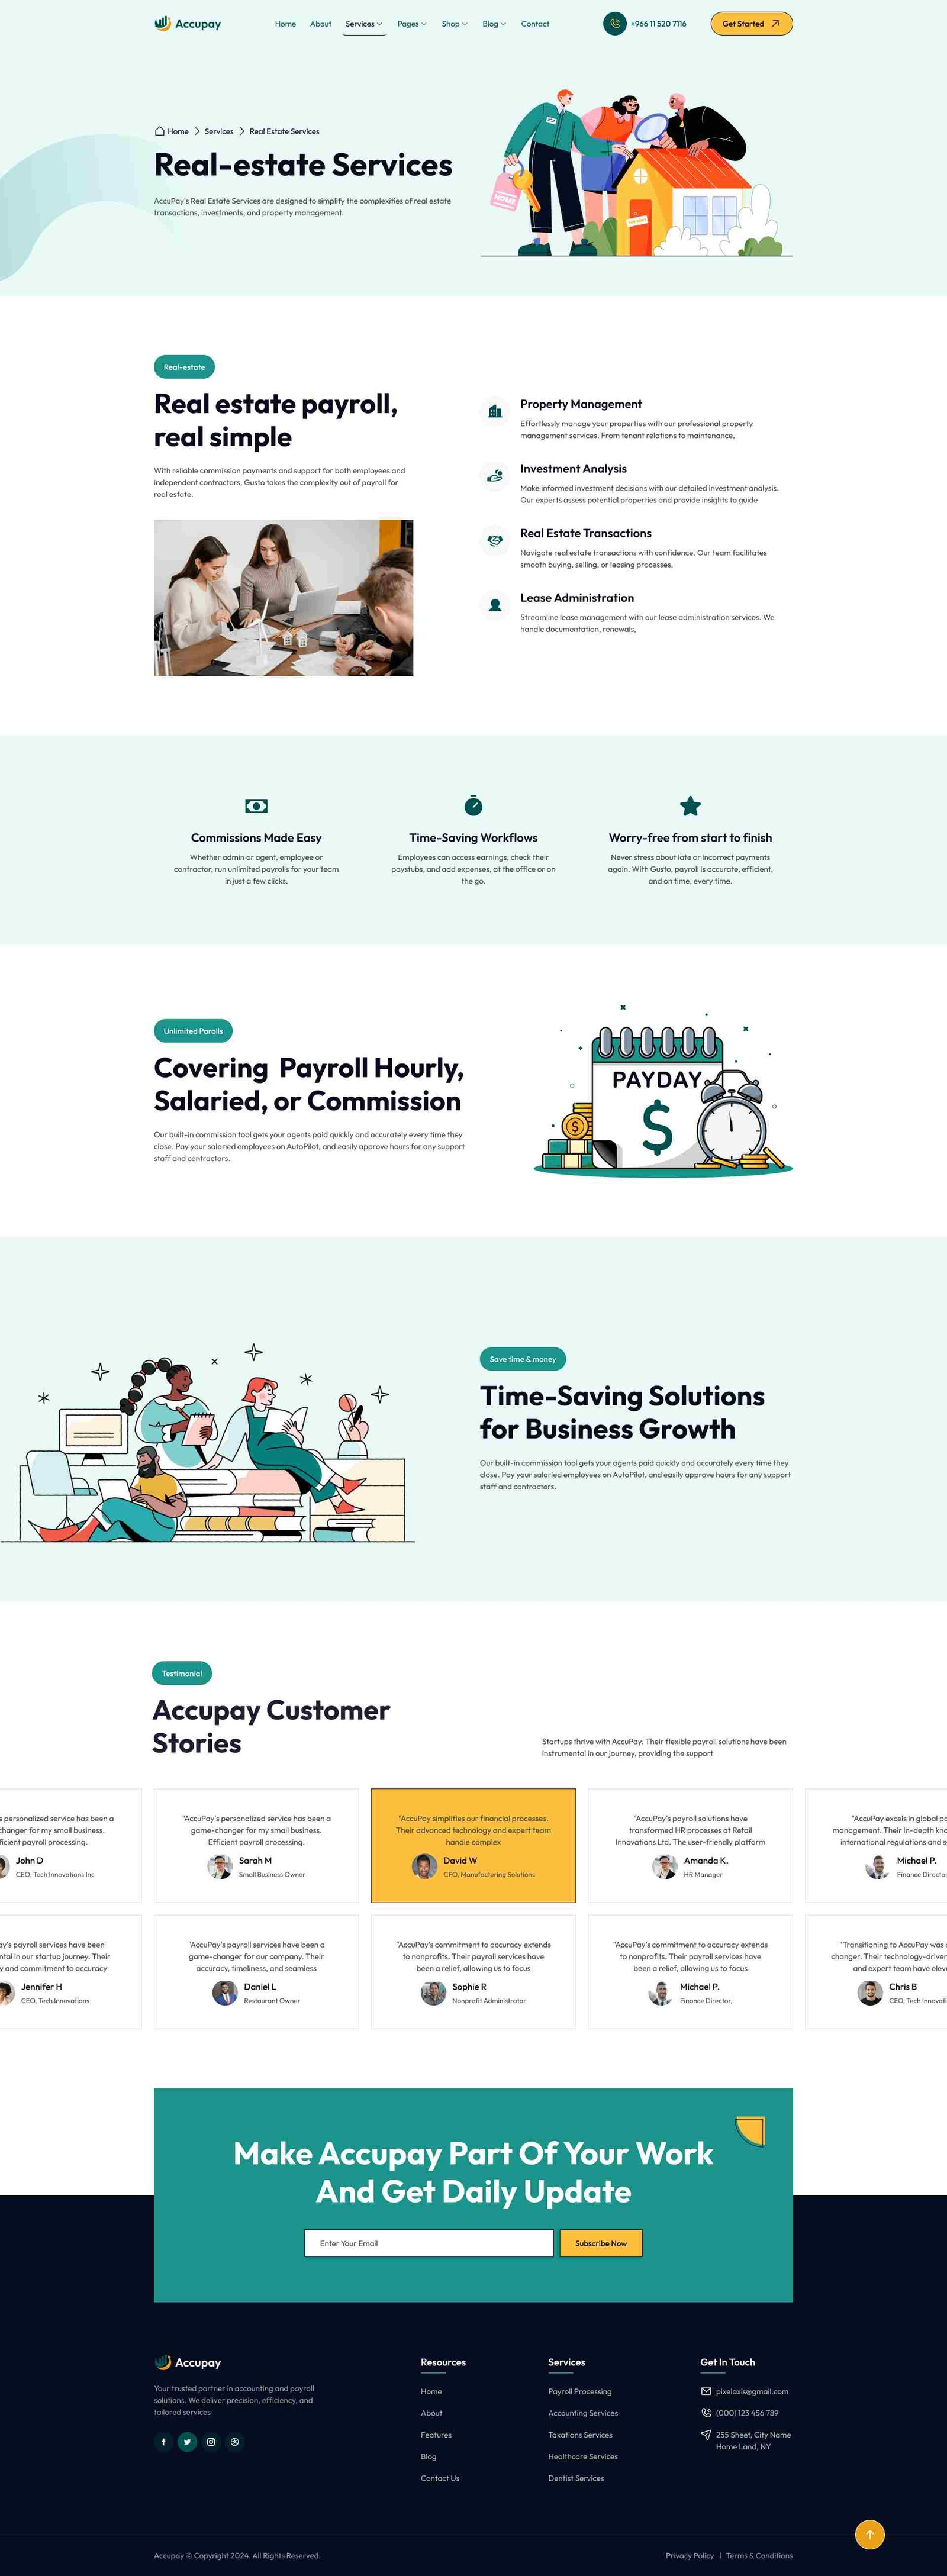 Accupay
Home
About
Services
Pages
Shop
Blog
Contact
+966 11 520 7116
Get Started
Home
Services
Real Estate Services
Real-estate Services
AccuPay's Real Estate Services are designed to simplify the complexities of real estate
transactions, investments, and property management.
HOME
FOR RENT
Real-estate
Real estate payroll,
real simple
With reliable commission payments and support for both employees and
independent contractors, Gusto takes the complexity out of payroll for
real estate.
Property Management
Effortlessly manage your properties with our professional property
management services. From tenant relations to maintenance,
Investment Analysis
Make informed investment decisions with our detailed investment analysis.
Our experts assess potential properties and provide insights to guide
Real Estate Transactions
Navigate real estate transactions with confidence. Our team facilitates
smooth buying, selling, or leasing processes,
Lease Administration
Streamline lease management with our lease administration services. We
handle documentation, renewals,
Commissions Made Easy
Whether admin or agent, employee or
contractor, run unlimited payrolls for your team
in just a few clicks.
Time-Saving Workflows
Employees can access earnings, check their
paystubs, and add expenses, at the office or on
the go.
Worry-free from start to finish
Never stress about late or incorrect payments
again. With Gusto, payroll is accurate, efficient,
and on time, every time.
Unlimited Parolls
Covering Payroll Hourly,
Salaried, or Commission
Our built-in commission tool gets your agents paid quickly and accurately every time they
close. Pay your salaried employees on AutoPilot, and easily approve hours for any support
staff and contractors.
PAYDAY
$
$
Save time & money
Time-Saving Solutions
for Business Growth
Our built-in commission tool gets your agents paid quickly and accurately every time they
close. Pay your salaried employees on AutoPilot, and easily approve hours for any support
staff and contractors.
Testimonial
Accupay Customer
Stories
Startups thrive with AccuPay. Their flexible payroll solutions have been
instrumental in our journey, providing the support
s personalized service has been a
hanger for my small business.
icient payroll processing.
John D
CEO, Tech Innovations Inc
"AccuPay's personalized service has been a
game-changer for my small business.
Efficient payroll processing.
Sarah M
Small Business Owner
"AccuPay simplifies our financial processes.
Their advanced technology and expert team
handle complex
David W
CFO, Manufacturing Solutions
"AccuPay's payroll solutions have
transformed HR processes at Retail
Innovations Ltd. The user-friendly platform
Amanda K.
HR Manager
"AccuPay excels in global pa
management. Their in-depth kno
international regulations and s
Michael P.
Finance Director
ay's payroll services have been
ntal in our startup journey. Their
y and commitment to accuracy
Jennifer H
CEO, Tech Innovations
"AccuPay's payroll services have been a
game-changer for our company. Their
accuracy, timeliness, and seamless
Daniel L
Restaurant Owner
"AccuPay's commitment to accuracy extends
to nonprofits. Their payroll services have
been a relief, allowing us to focus
Sophie R
Nonprofit Administrator
"AccuPay's commitment to accuracy extends
to nonprofits. Their payroll services have
been a relief, allowing us to focus
Michael P.
Finance Director,
"Transitioning to AccuPay was
changer. Their technology-driven
and expert team have eleva
Chris B
CEO, Tech Innovati
Make Accupay Part Of Your Work
And Get Daily Update
Enter Your Email
Subscribe Now
Accupay
Your trusted partner in accounting and payroll
solutions. We deliver precision, efficiency, and
tailored services
Resources
Home
About
Features
Blog
Contact Us
Services
Payroll Processing
Accounting Services
Taxations Services
Healthcare Services
Dentist Services
Get In Touch
pixelaxis@gmail.com
(000) 123 456 789
255 Sheet, City Name
Home Land, NY
Accupay © Copyright 2024. All Rights Reserved.
Privacy Policy | Terms & Conditions